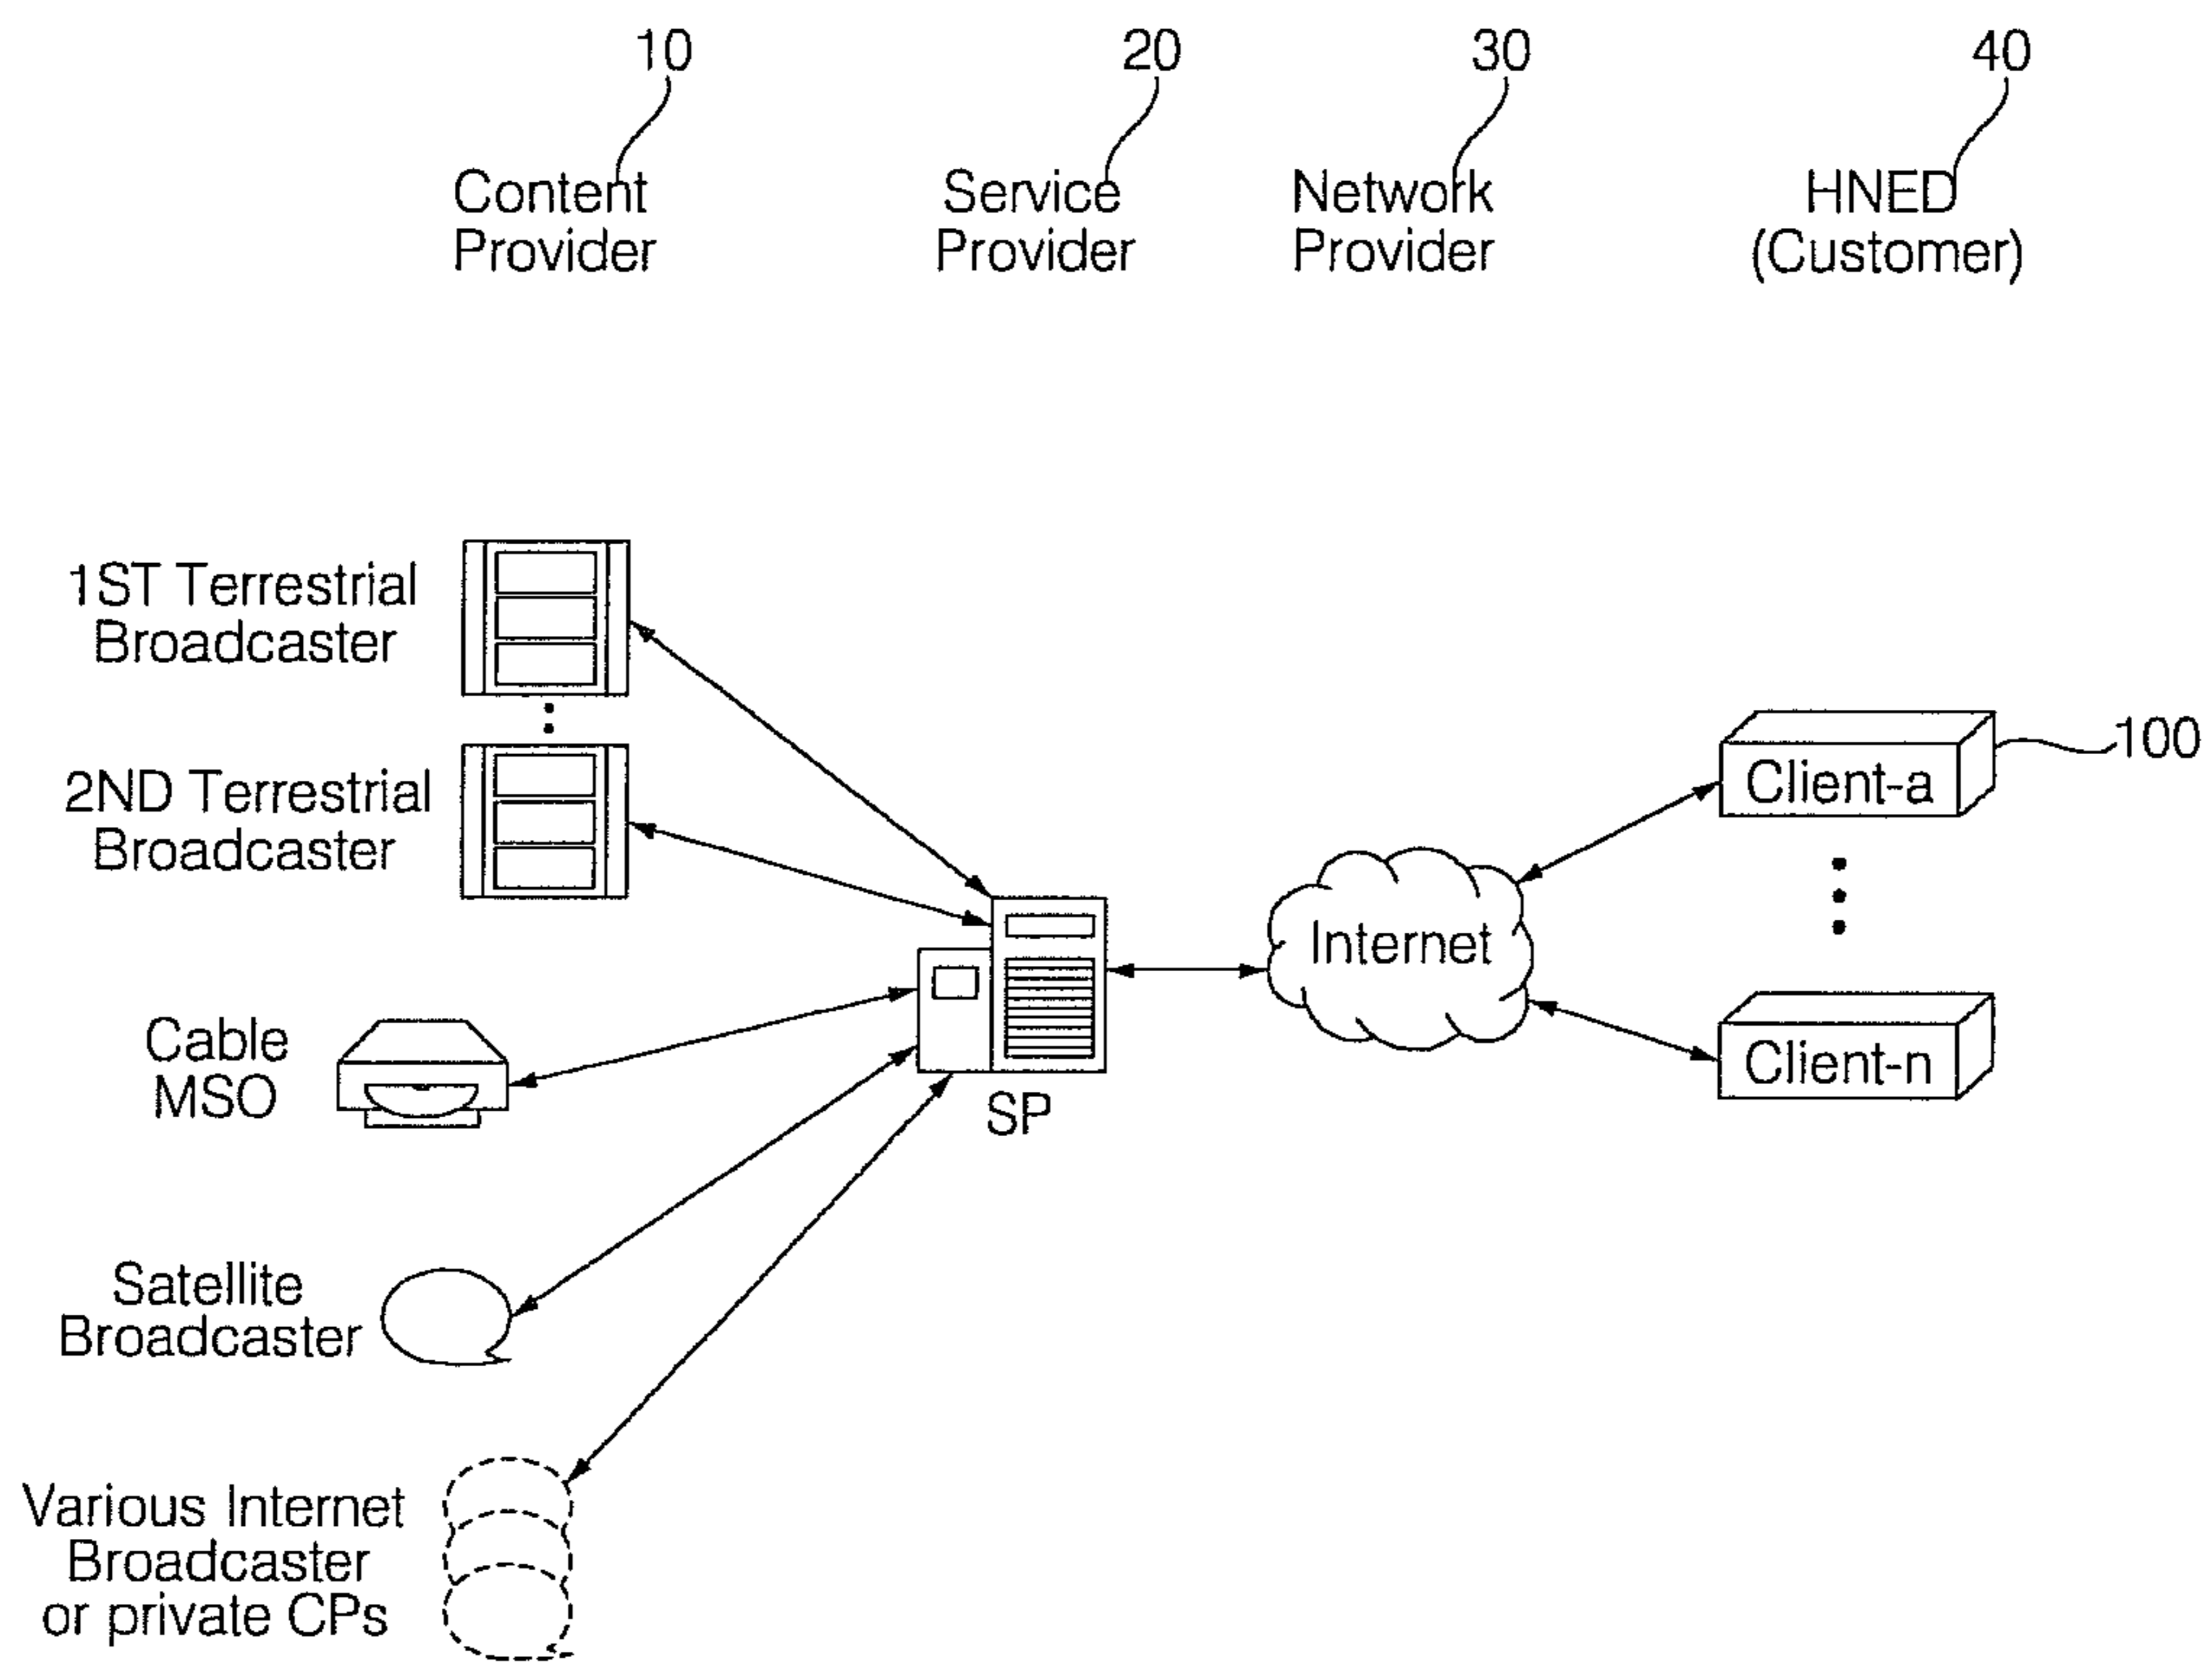 10
20
30
40
Content
Provider
Service
Provider
Network
Provider
HNED
(Customer)
1ST Terrestrial
Broadcaster
2ND Terrestrial
Broadcaster
Cable
MSO
Satellite
Broadcaster
Various Internet
Broadcaster
or private CPs
SP
Internet
Client-a
100
Client-n